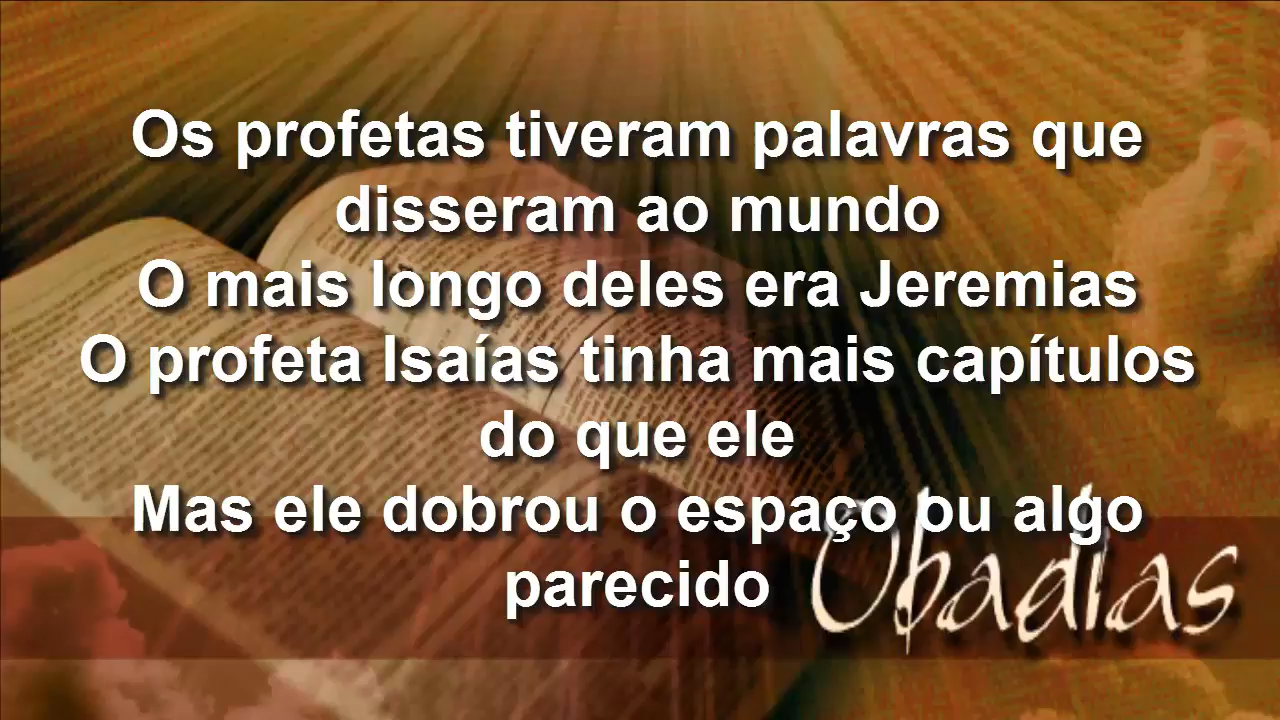 Os profetas tiveram palavras que
disseram ao mundo
O mais longo deles era Jeremias
O profeta Isaías tinha mais capítulos
do que ele
Mas ele dobrou o espaço ou algo
parecido
Obadias